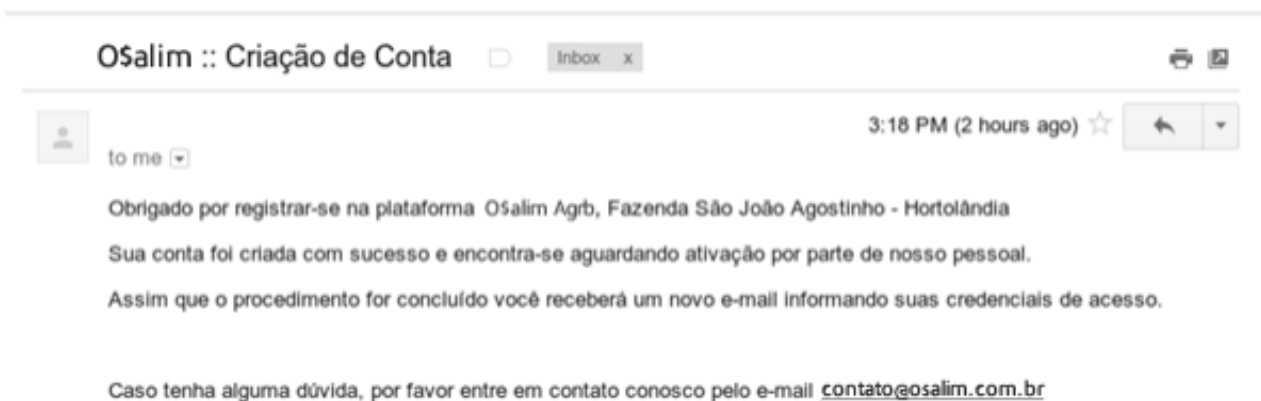 O$alim :: Criação de Conta Inbox x
3:18 PM (2 hours ago)
to me
Obrigado por registrar-se na plataforma O$alim Agrb, Fazenda São João Agostinho - Hortolândia
Sua conta foi criada com sucesso e encontra-se aguardando ativação por parte de nosso pessoal.
Assim que o procedimento for concluído você receberá um novo e-mail informando suas credenciais de acesso.
Caso tenha alguma dúvida, por favor entre em contato conosco pelo e-mail contato@osalim.com.br